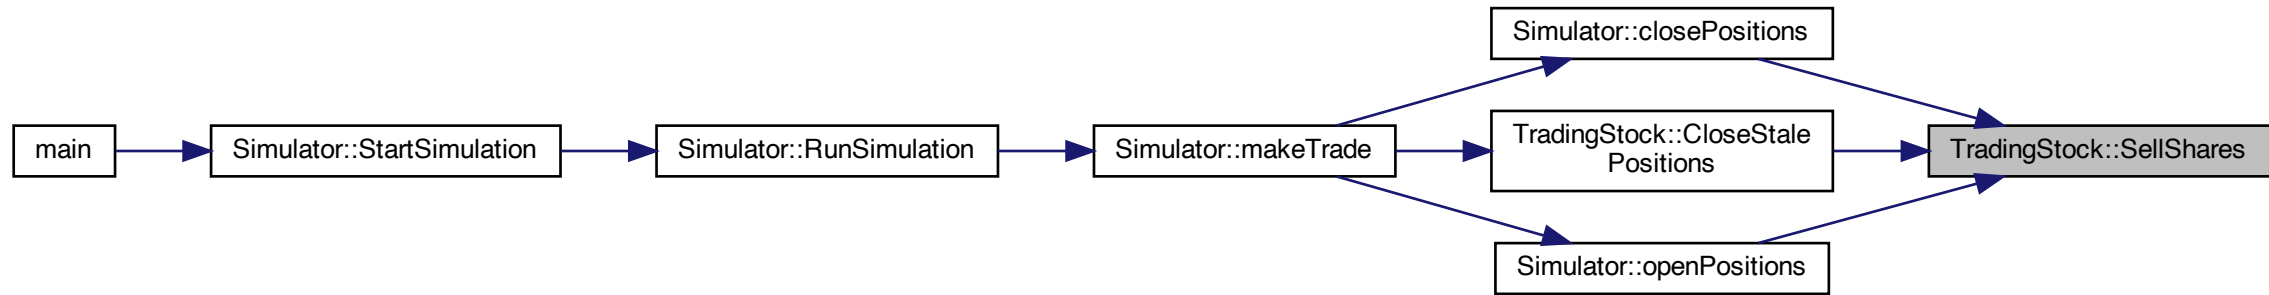 main
Simulator::StartSimulation
Simulator::RunSimulation
Simulator::makeTrade
Simulator::closePositions
TradingStock::CloseStale
Positions
Simulator::openPositions
TradingStock::SellShares